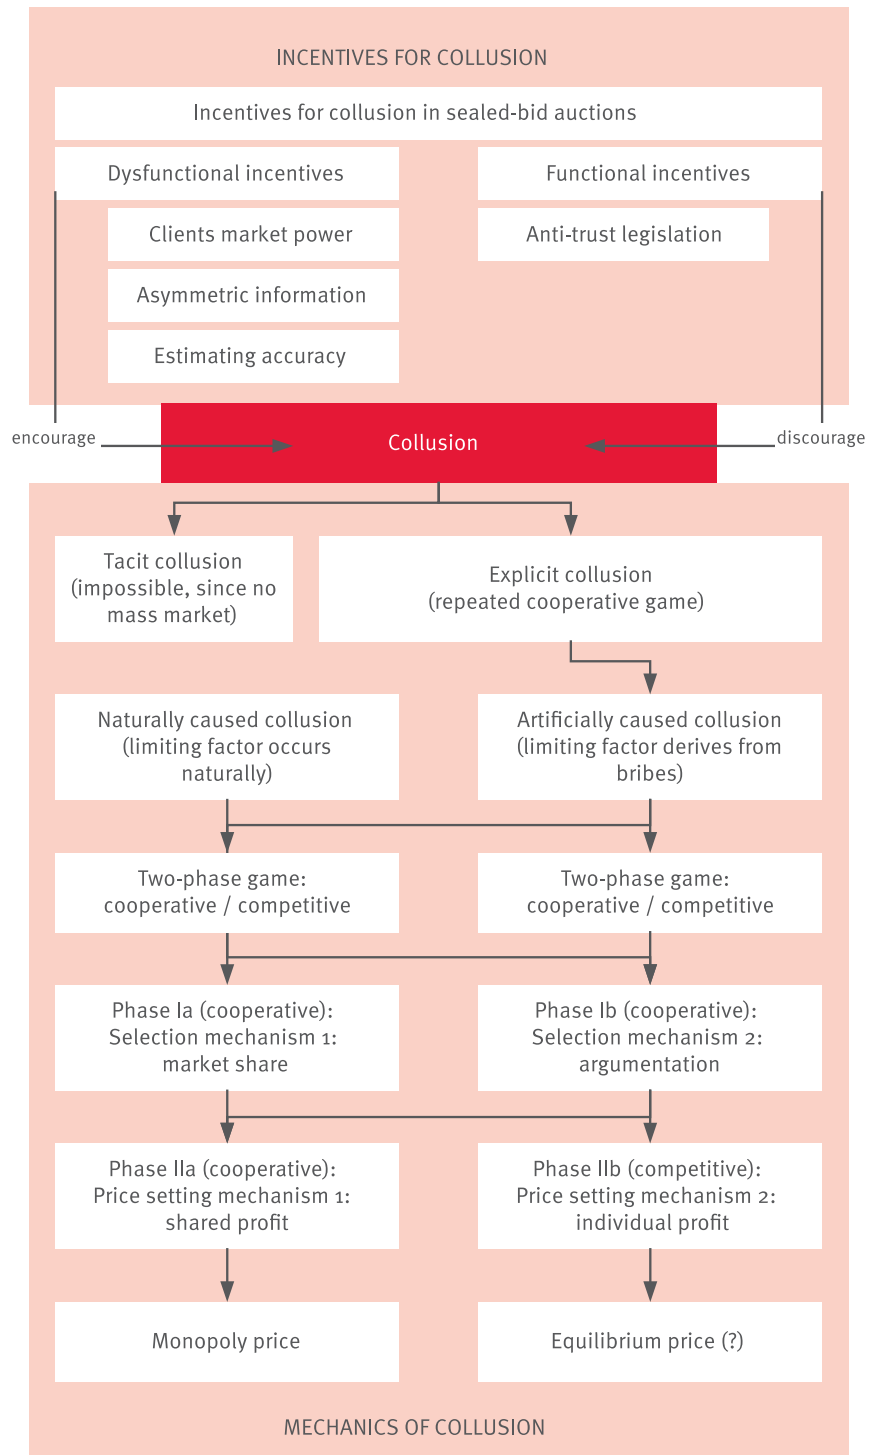 INCENTIVES FOR COLLUSION
Incentives for collusion in sealed-bid auctions
Dysfunctional incentives
Functional incentives
Clients market power
Anti-trust legislation
Asymmetric information
Estimating accuracy
encourage
Collusion
discourage
Tacit collusion
(impossible, since no
mass market)
Explicit collusion
(repeated cooperative game)
Naturally caused collusion
(limiting factor occurs
naturally)
Artificially caused collusion
(limiting factor derives from
bribes)
Two-phase game:
cooperative / competitive
Two-phase game:
cooperative / competitive
Phase Ia (cooperative):
Selection mechanism 1:
market share
Phase Ib (cooperative):
Selection mechanism 2:
argumentation
Phase IIa (cooperative):
Price setting mechanism 1:
shared profit
Phase IIb (competitive):
Price setting mechanism 2:
individual profit
Monopoly price
Equilibrium price (?)
MECHANICS OF COLLUSION